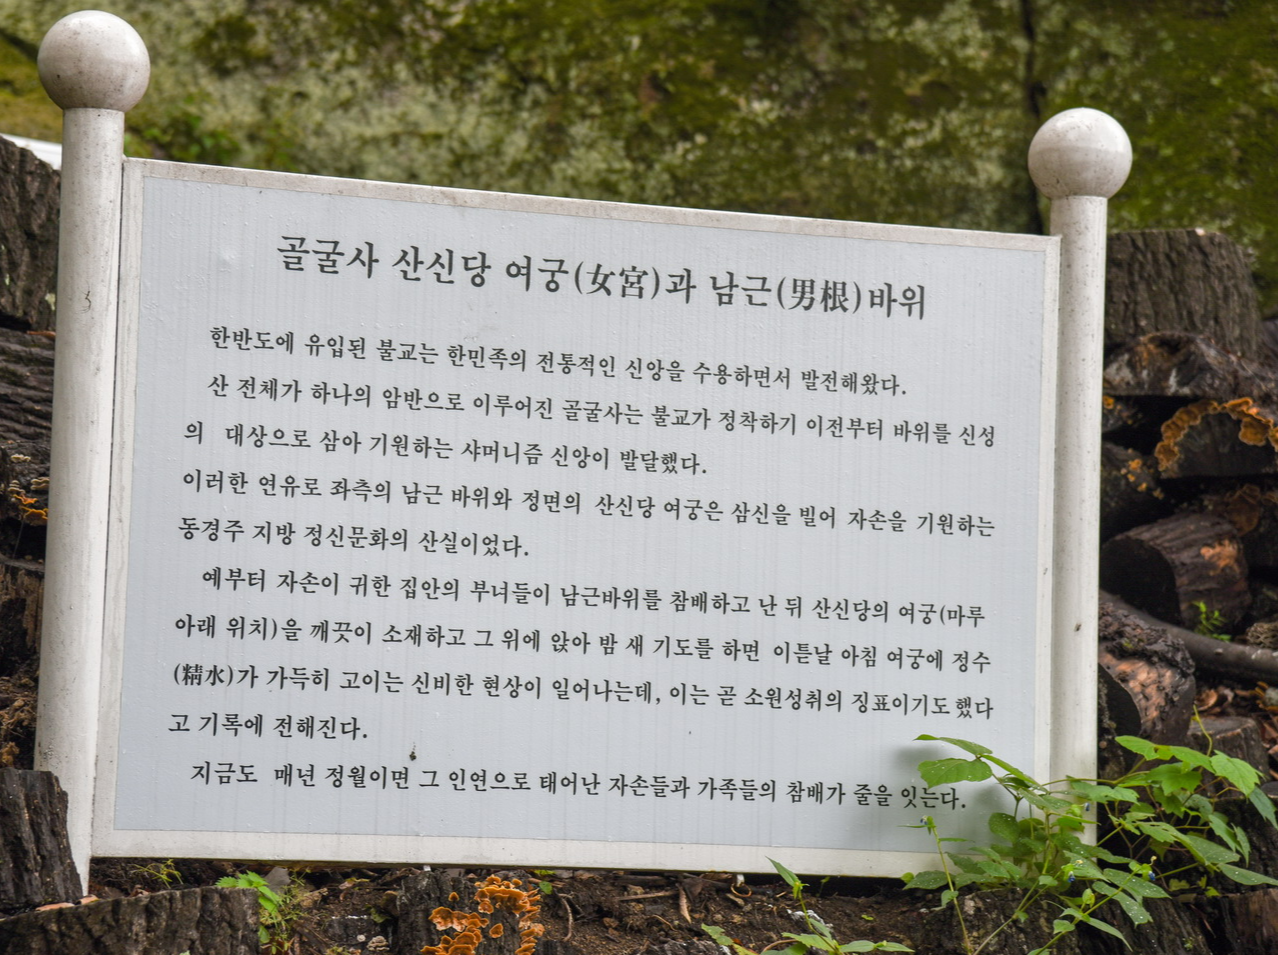 골굴사 산신당 여궁(女宮)과 남근(男根)바위
한반도에 유입된 불교는 한민족의 전통적인 신앙을 수용하면서 발전해왔다.
산 전체가 하나의 암반으로 이루어진 골굴사는 불교가 정착하기 이전부터 바위를 신성
의 대상으로 삼아 기원하는 샤머니즘 신앙이 발달했다.
이러한 연유로 좌측의 남근 바위와 정면의 산신당 여궁은 삼신을 빌어 자손을 기원하는
동경주 지방 정신문화의 산실이었다.
예부터 자손이 귀한 집안의 부녀들이 남근바위를 참배하고 난 뒤 산신당의 여궁(마루
아래 위치)을 깨끗이 소재하고 그 위에 앉아 밤 새 기도를 하면 이튿날 아침 여궁에 정수
(精水)가 가득히 고이는 신비한 현상이 일어나는데, 이는 곧 소원성취의 징표이기도 했다
고 기록에 전해진다.
지금도 매년 정월이면 그 인연으로 태어난 자손들과 가족들의 참배가 줄을 잇는다.